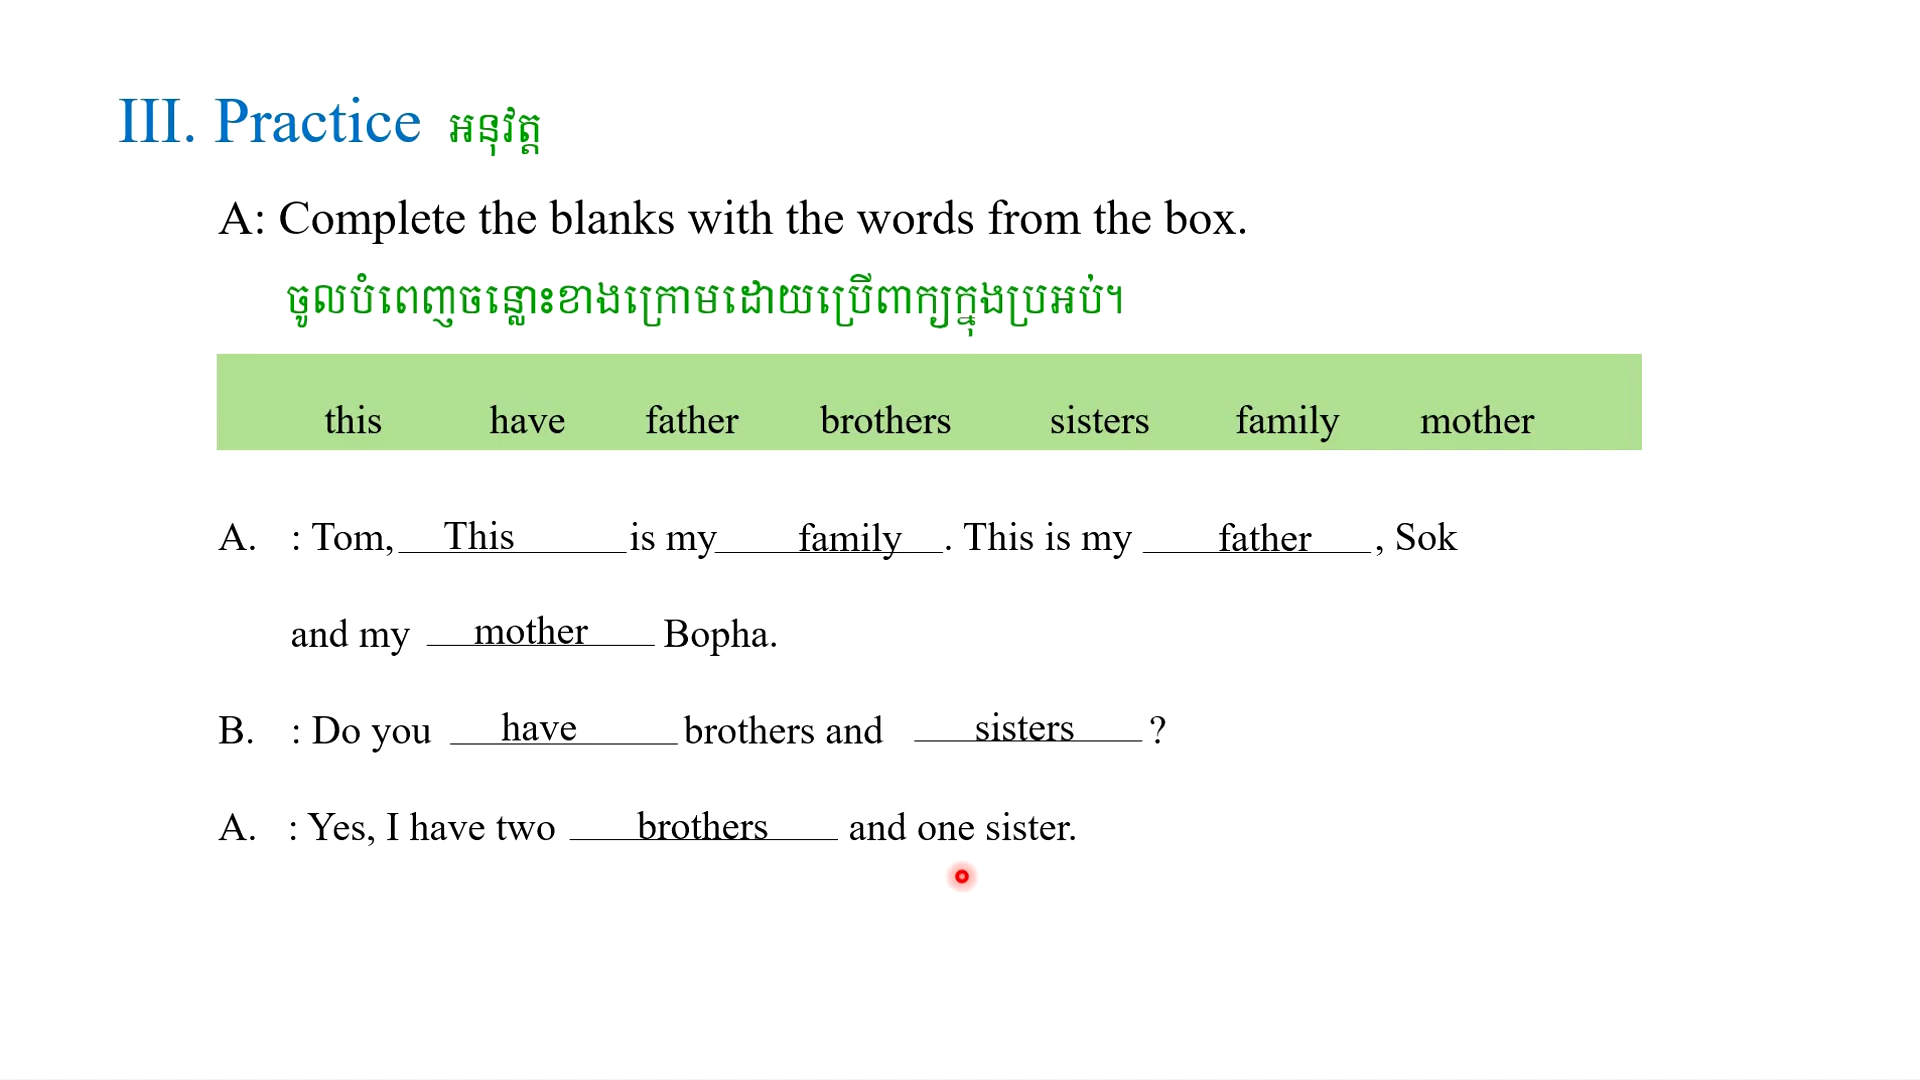 III. Practice អនុវត្ត
A: Complete the blanks with the words from the box.
ចូលបំពេញចន្លោះខាងក្រោមដោយប្រើពាក្យក្នុងប្រអប់។
this have father brothers sisters family mother
A. : Tom, This is my family. This is my father, Sok
and my mother Bopha.
B. : Do you have brothers and sisters ?
A. : Yes, I have two brothers and one sister.